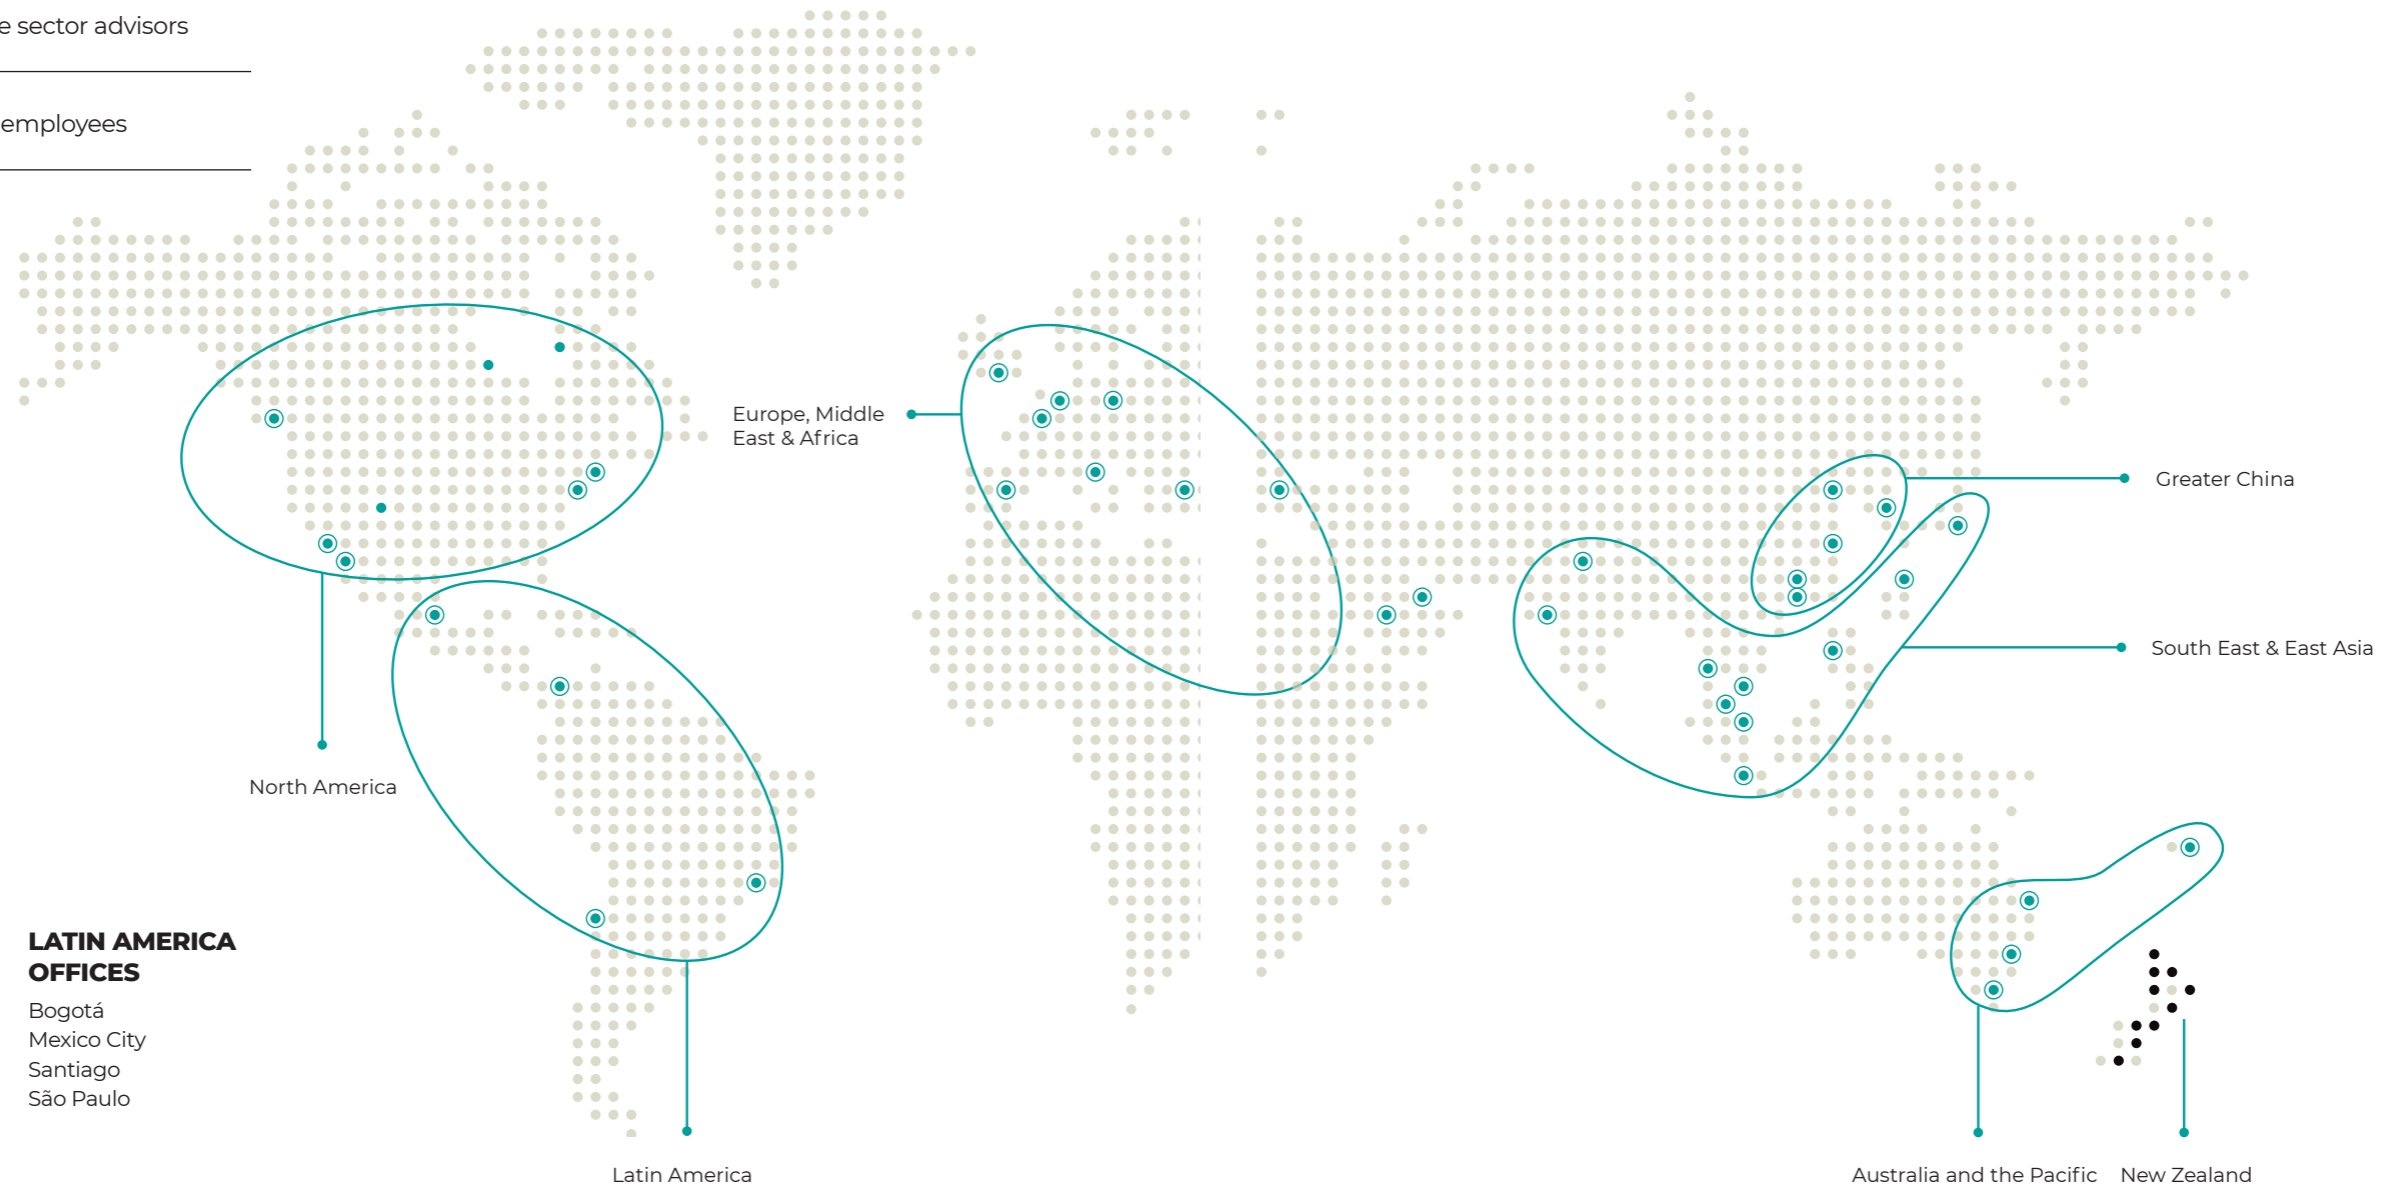 e sector advisors
employees
Europe, Middle
East & Africa
Greater China
South East & East Asia
North America
LATIN AMERICA
OFFICES
Bogotá
Mexico City
Santiago
São Paulo
Latin America
Australia and the Pacific
New Zealand